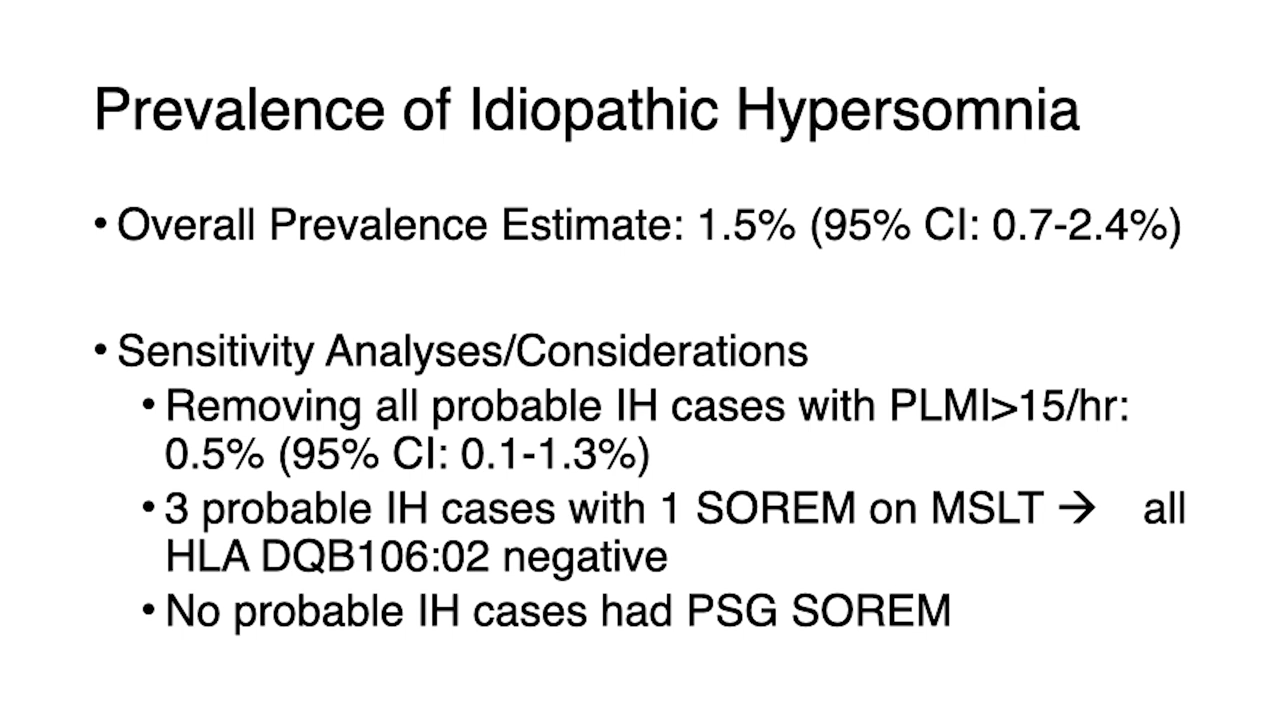 Prevalence of Idiopathic Hypersomnia
• Overall Prevalence Estimate: 1.5% (95% CI: 0.7-2.4%)
• Sensitivity Analyses/Considerations
• Removing all probable IH cases with PLMI>15/hr:
0.5% (95% CI: 0.1-1.3%)
• 3 probable IH cases with 1 SOREM on MSLT → all
HLA DQB106:02 negative
• No probable IH cases had PSG SOREM